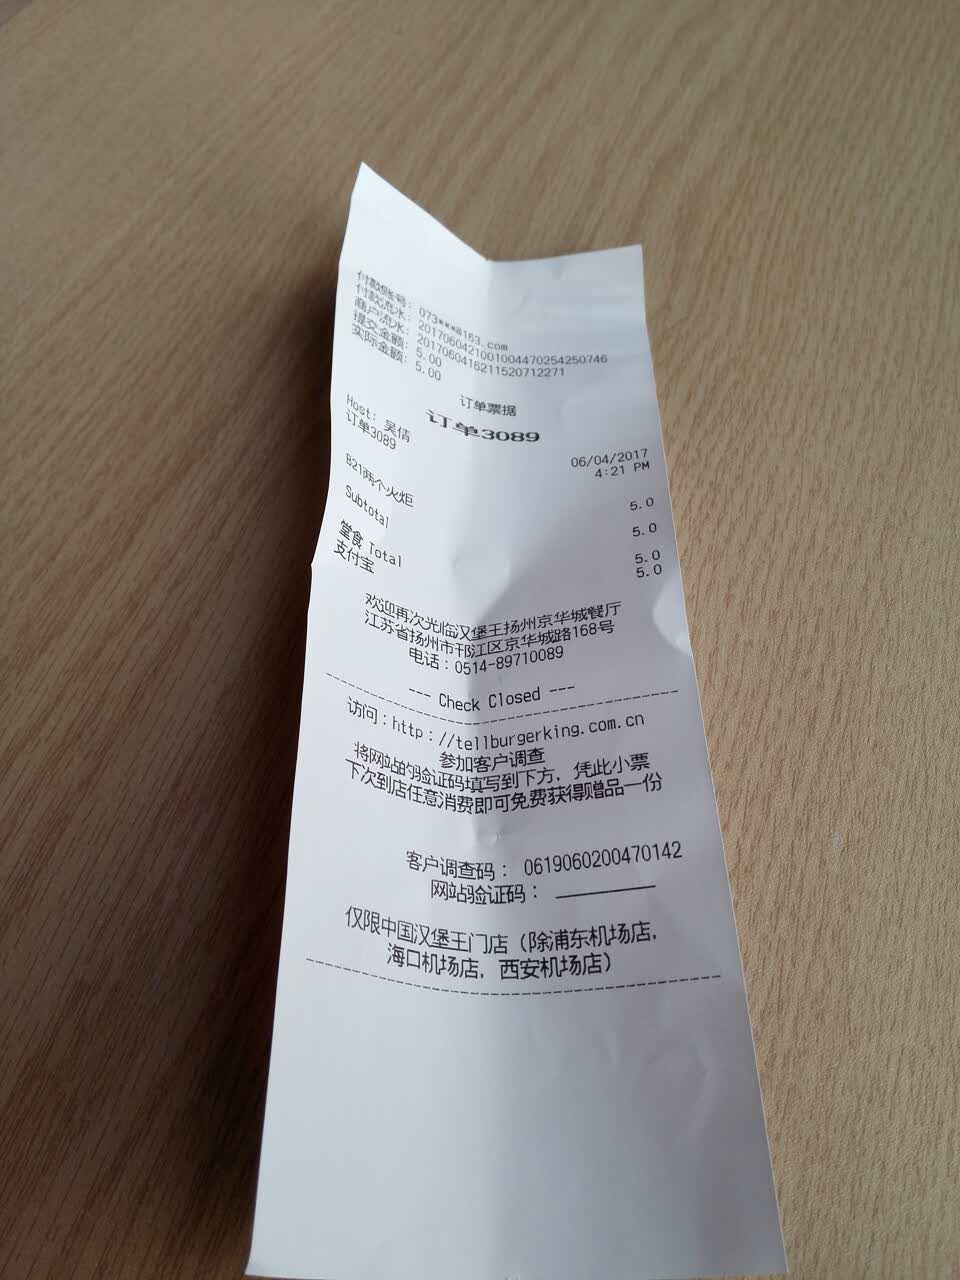 付款账号: 073***@163.com
付款流水: 2017060421001004470254250746
商户流水: 20170604162115207​12271
提交金额: 5.00
实际金额: 5.00
订单票据
订单3089
Host: 吴倩
订单3089
06/04/2017
4:21 PM
B21两个火炬 5.0
Subtotal 5.0
堂食 Total 5.0
支付宝 5.0
欢迎再次光临汉堡王扬州京华城餐厅
江苏省扬州市邗江区京华城路168号
电话：0514-89710089
--- Check Closed ---
访问：http：//tellburgerking.com.cn
参加客户调查
将网站的验证码填写到下方，凭此小票
下次到店任意消费即可免费获得赠品一份
客户调查码： 0619060200470142
网站验证码： ________
仅限中国汉堡王门店（除浦东机场店，
海口机场店，西安机场店）